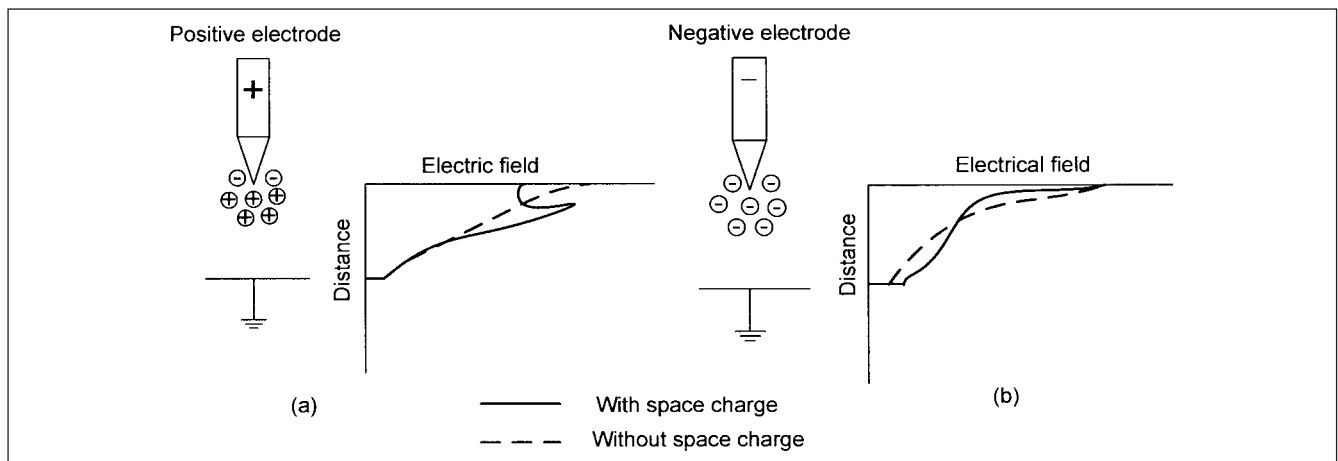 Positive electrode
+
Electric field
Distance
(a)
Negative electrode
−
Electrical field
Distance
(b)
With space charge
Without space charge